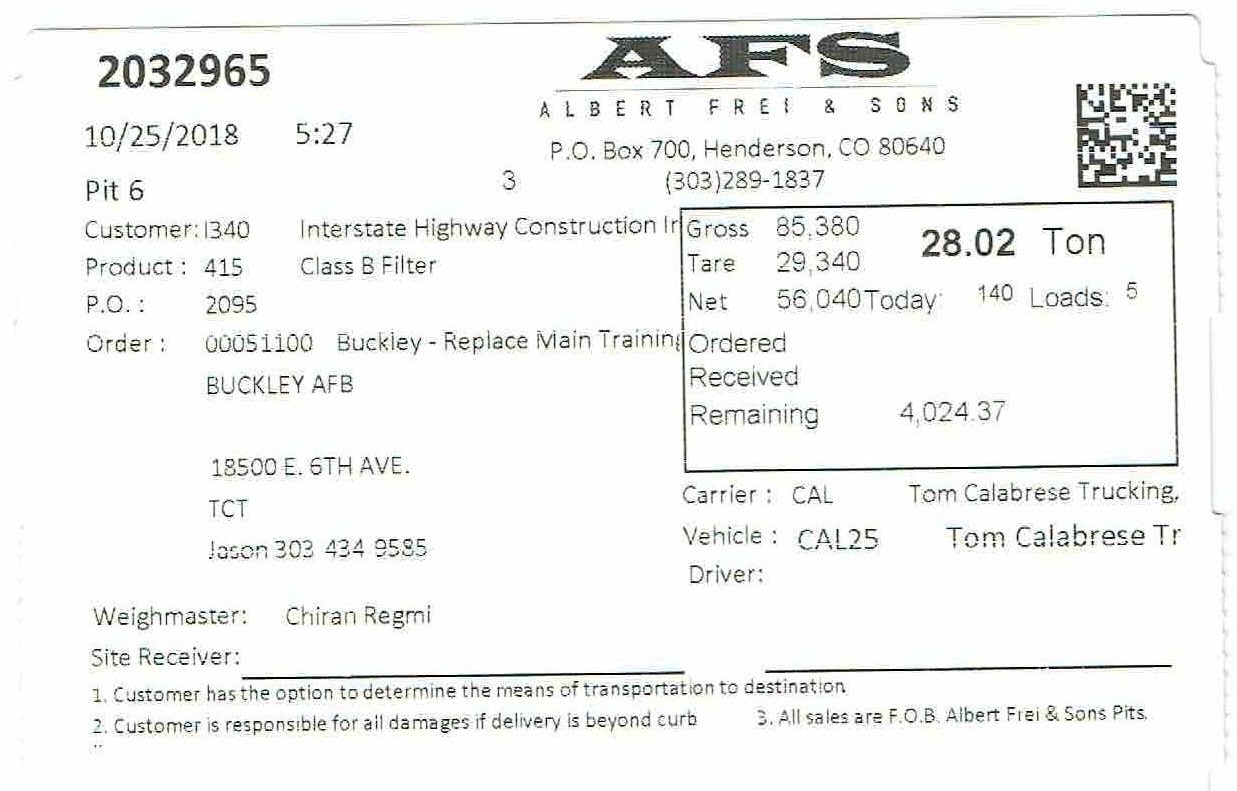 2032965
AFS
ALBERT FREI & SONS
10/25/2018 5:27
P.O. Box 700, Henderson, CO 80640
Pit 6 3 (303)289-1837
Customer: I340 Interstate Highway Construction Ir
Gross 85,380
28.02 Ton
Product : 415 Class B Filter
Tare 29,340
P.O. : 2095
Net 56,040 Today: 140 Loads: 5
Order : 00051100 Buckley - Replace Main Training
Ordered
BUCKLEY AFB
Received
Remaining 4,024.37
18500 E. 6TH AVE.
TCT
Jason 303 434 9585
Carrier : CAL Tom Calabrese Trucking,
Vehicle : CAL25 Tom Calabrese Tr
Driver:
Weighmaster: Chiran Regmi
Site Receiver:
1. Customer has the option to determine the means of transportation to destination
2. Customer is responsible for all damages if delivery is beyond curb 3. All sales are F.O.B. Albert Frei & Sons Pits.